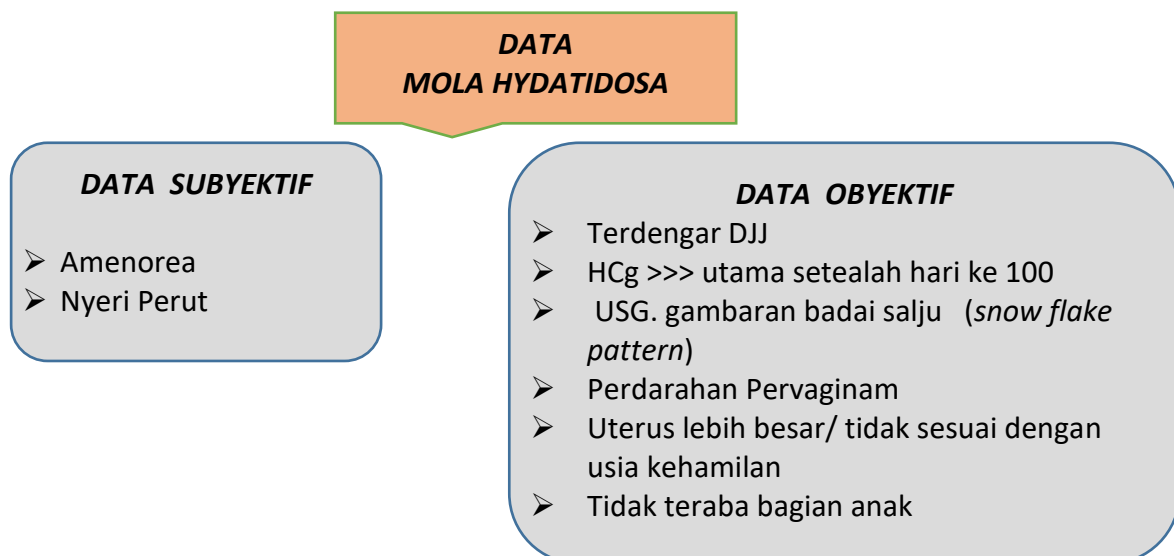 DATA
MOLA HYDATIDOSA
DATA SUBYEKTIF
➢ Amenorea
➢ Nyeri Perut
DATA OBYEKTIF
➢ Terdengar DJJ
➢ HCg >>> utama setealah hari ke 100
➢ USG. gambaran badai salju (snow flake
pattern)
➢ Perdarahan Pervaginam
➢ Uterus lebih besar/ tidak sesuai dengan
usia kehamilan
➢ Tidak teraba bagian anak